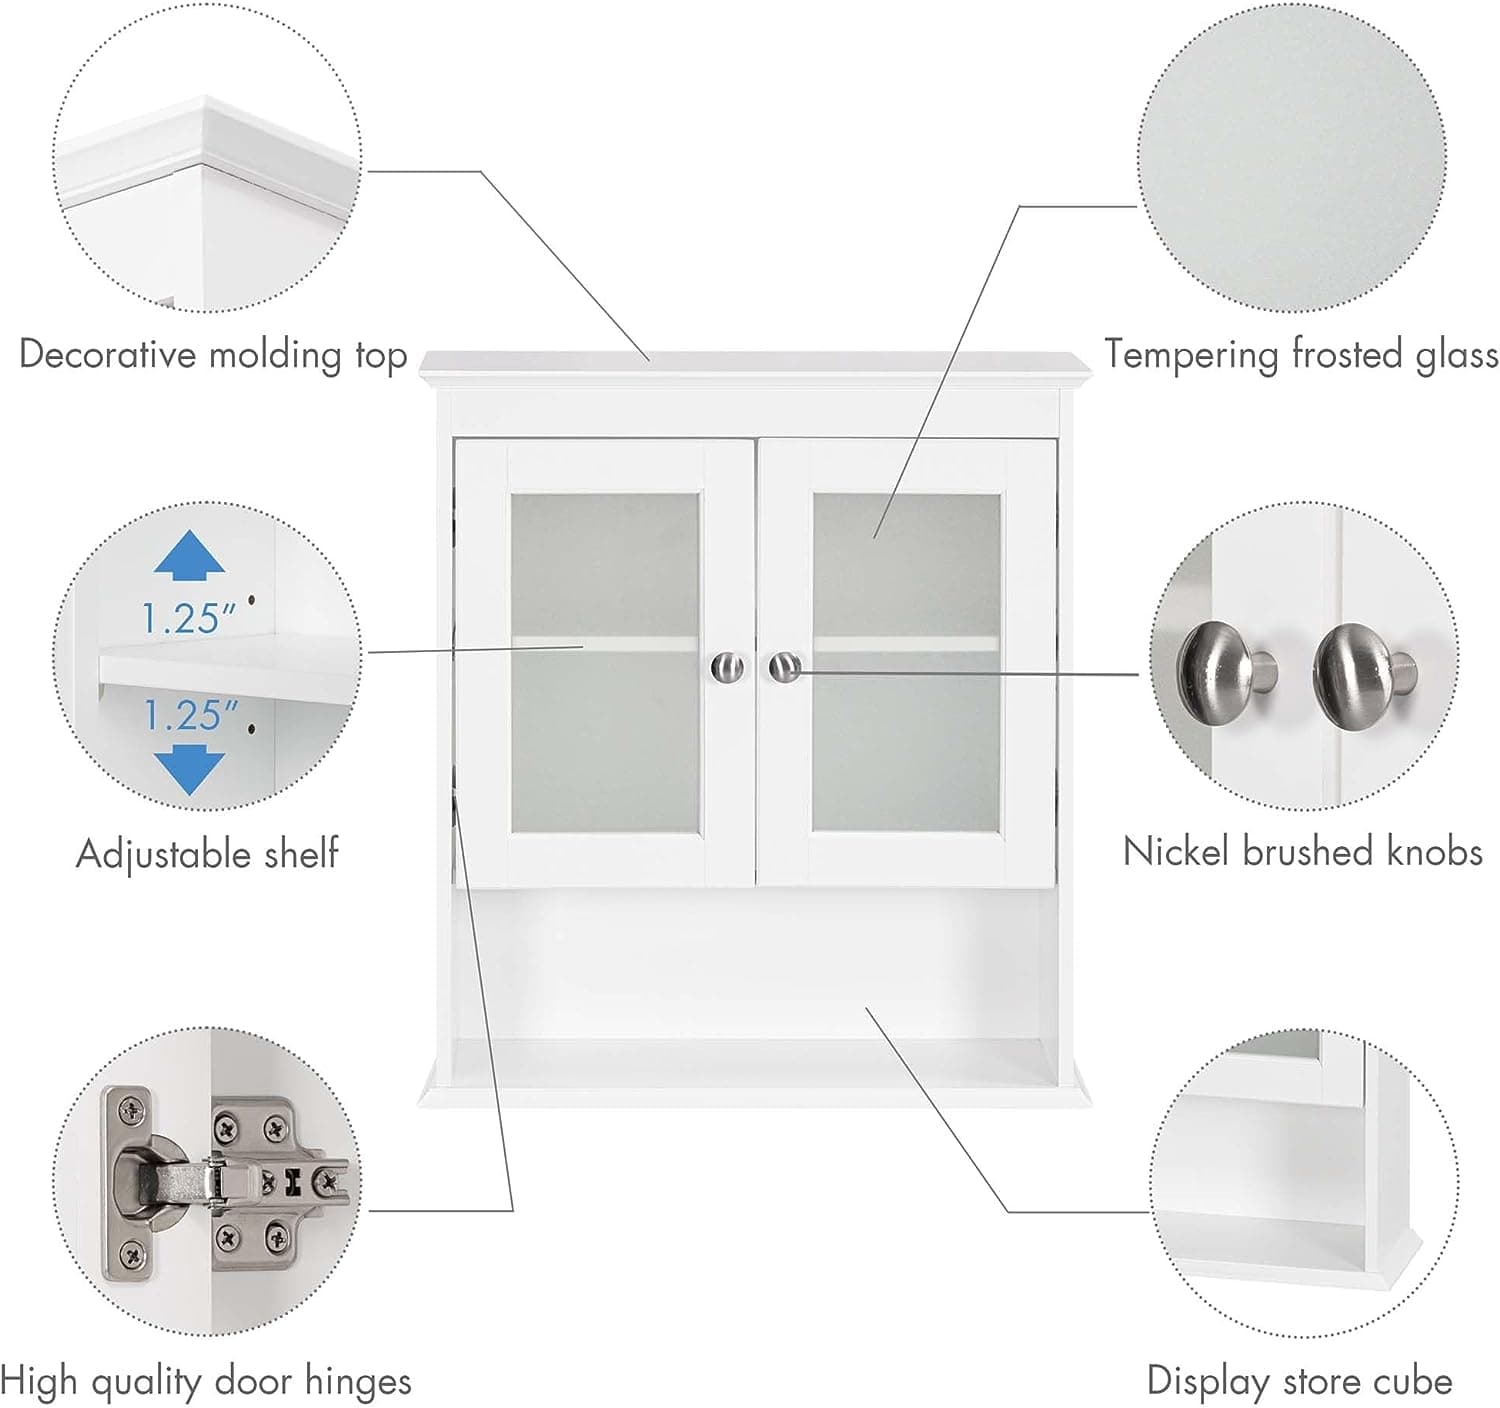 Decorative molding top
Tempering frosted glass
1.25"
1.25"
Adjustable shelf
Nickel brushed knobs
High quality door hinges
Display store cube